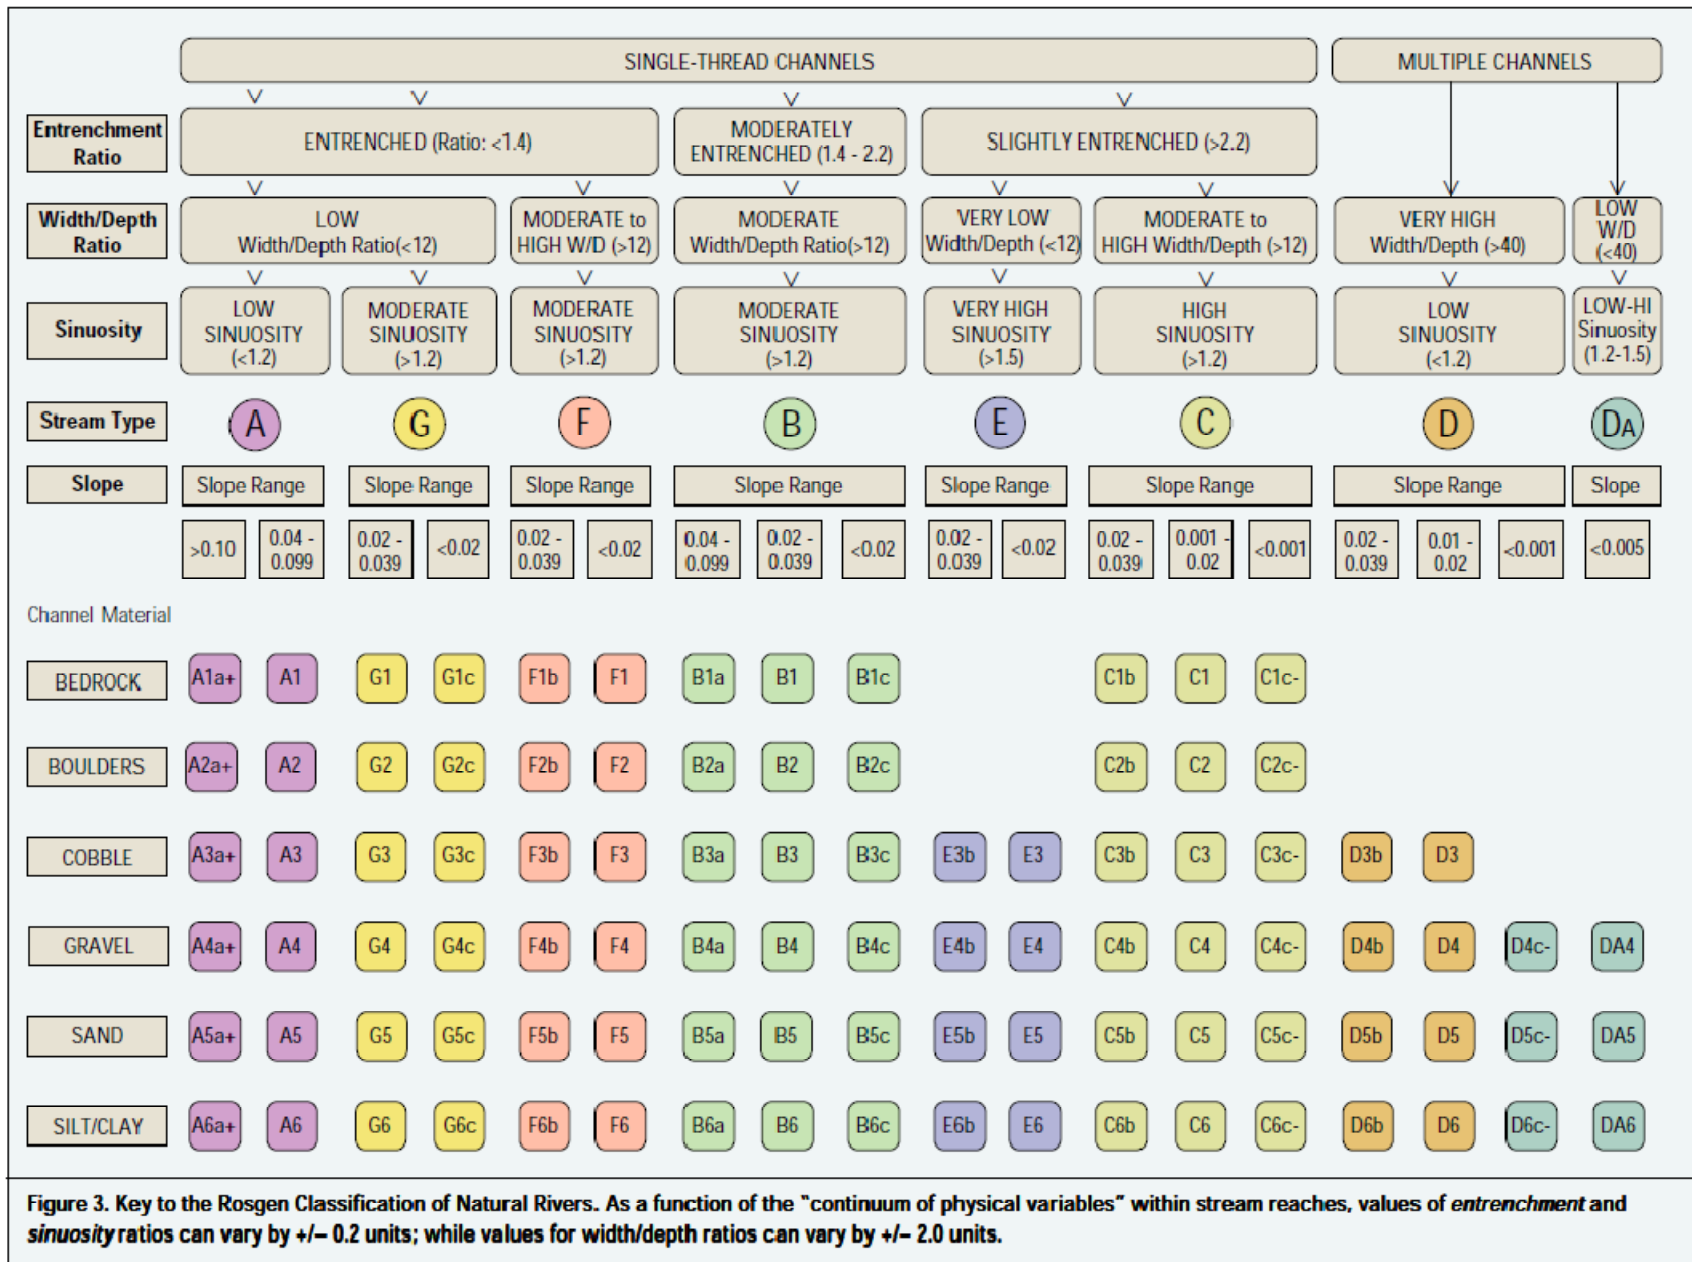 SINGLE-THREAD CHANNELS MULTIPLE CHANNELS
Entrenchment
Ratio
ENTRENCHED (Ratio: <1.4)
MODERATELY
ENTRENCHED (1.4 - 2.2)
SLIGHTLY ENTRENCHED (>2.2)
Width/Depth
Ratio
LOW
Width/Depth Ratio(<12)
MODERATE to
HIGH W/D (>12)
MODERATE
Width/Depth Ratio(>12)
VERY LOW
Width/Depth (<12)
MODERATE to
HIGH Width/Depth (>12)
VERY HIGH
Width/Depth (>40)
LOW
W/D
(<40)
Sinuosity
LOW
SINUOSITY
(<1.2)
MODERATE
SINUOSITY
(>1.2)
MODERATE
SINUOSITY
(>1.2)
MODERATE
SINUOSITY
(>1.2)
VERY HIGH
SINUOSITY
(>1.5)
HIGH
SINUOSITY
(>1.2)
LOW
SINUOSITY
(<1.2)
LOW-HI
Sinuosity
(1.2-1.5)
Stream Type A G F B E C D DA
Slope Slope Range Slope Range Slope Range Slope Range Slope Range Slope Range Slope Range Slope
>0.10
0.04 -
0.099
0.02 -
0.039
<0.02
0.02 -
0.039
<0.02
0.04 -
0.099
0.02 -
0.039
<0.02
0.02 -
0.039
<0.02
0.02 -
0.039
0.001 -
0.02
<0.001
0.02 -
0.039
0.01 -
0.02
<0.001
<0.005
Channel Material
BEDROCK A1a+ A1 G1 G1c F1b F1 B1a B1 B1c C1b C1 C1c-
BOULDERS A2a+ A2 G2 G2c F2b F2 B2a B2 B2c C2b C2 C2c-
COBBLE A3a+ A3 G3 G3c F3b F3 B3a B3 B3c E3b E3 C3b C3 C3c- D3b D3
GRAVEL A4a+ A4 G4 G4c F4b F4 B4a B4 B4c E4b E4 C4b C4 C4c- D4b D4 D4c- DA4
SAND A5a+ A5 G5 G5c F5b F5 B5a B5 B5c E5b E5 C5b C5 C5c- D5b D5 D5c- DA5
SILT/CLAY A6a+ A6 G6 G6c F6b F6 B6a B6 B6c E6b E6 C6b C6 C6c- D6b D6 D6c- DA6
Figure 3. Key to the Rosgen Classification of Natural Rivers. As a function of the "continuum of physical variables" within stream reaches, values of entrenchment and
sinuosity ratios can vary by +/– 0.2 units; while values for width/depth ratios can vary by +/– 2.0 units.